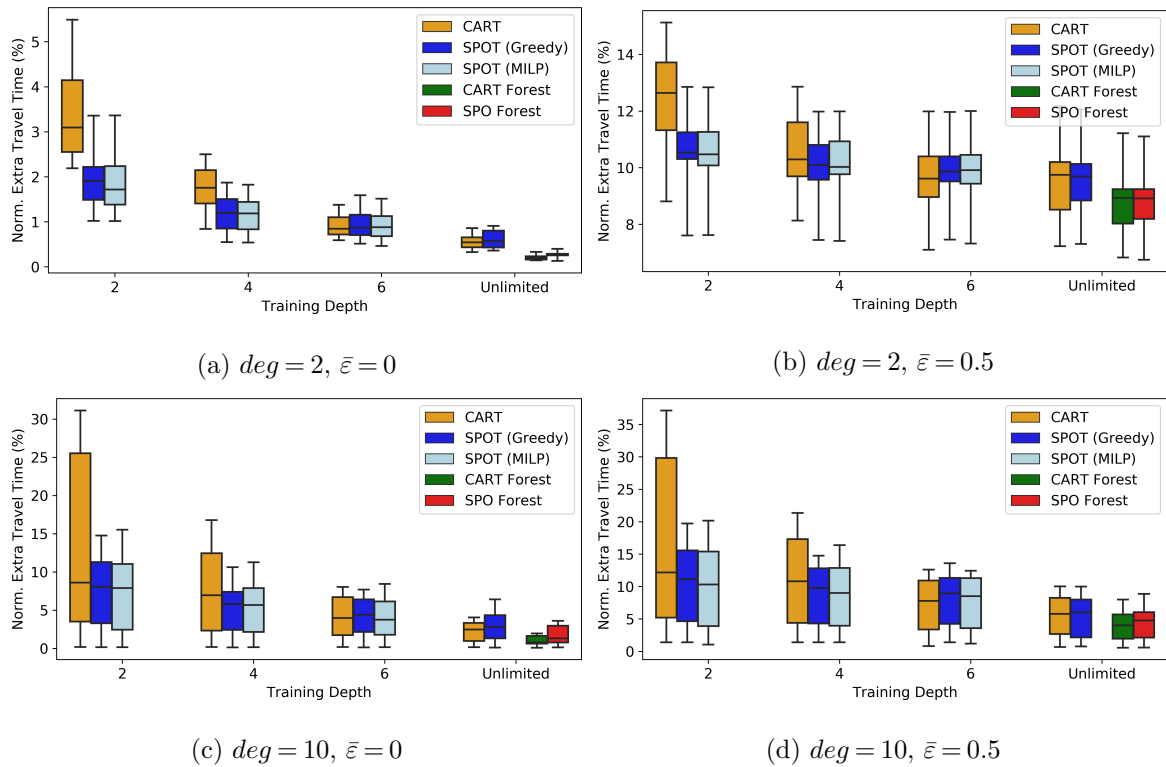 Norm. Extra Travel Time (%)
5
4
3
2
1
0
CART
SPOT (Greedy)
SPOT (MILP)
CART Forest
SPO Forest
2 4 6 Unlimited
Training Depth
(a) deg = 2, ε̄ = 0
Norm. Extra Travel Time (%)
14
12
10
8
CART
SPOT (Greedy)
SPOT (MILP)
CART Forest
SPO Forest
2 4 6 Unlimited
Training Depth
(b) deg = 2, ε̄ = 0.5
Norm. Extra Travel Time (%)
30
25
20
15
10
5
0
CART
SPOT (Greedy)
SPOT (MILP)
CART Forest
SPO Forest
2 4 6 Unlimited
Training Depth
(c) deg = 10, ε̄ = 0
Norm. Extra Travel Time (%)
35
30
25
20
15
10
5
0
CART
SPOT (Greedy)
SPOT (MILP)
CART Forest
SPO Forest
2 4 6 Unlimited
Training Depth
(d) deg = 10, ε̄ = 0.5